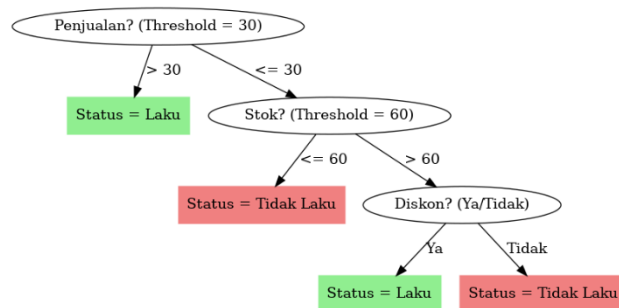 Penjualan? (Threshold = 30)
> 30
<= 30
Status = Laku
Stok? (Threshold = 60)
<= 60
> 60
Status = Tidak Laku
Diskon? (Ya/Tidak)
Ya
Tidak
Status = Laku
Status = Tidak Laku